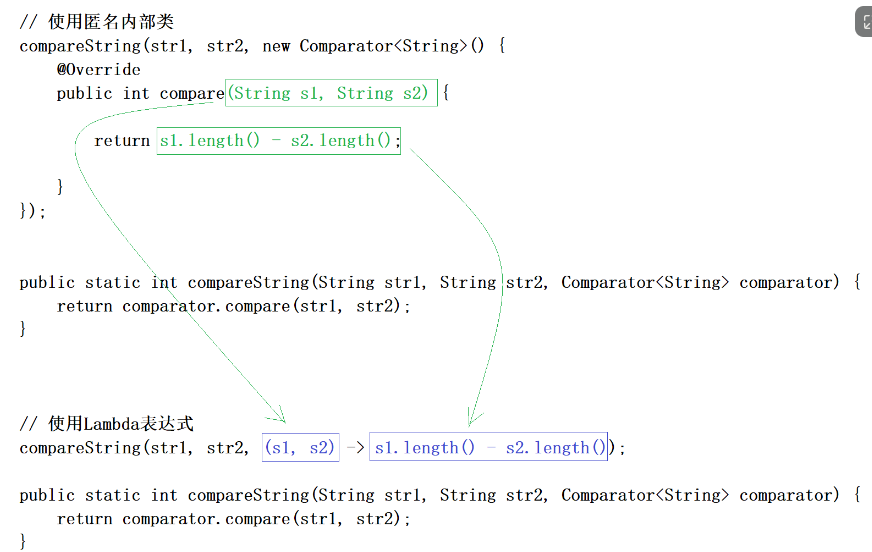 // 使用匿名内部类
compareString(str1, str2, new Comparator<String>() {
@Override
public int compare(String s1, String s2) {
return s1.length() - s2.length();
}
});
public static int compareString(String str1, String str2, Comparator<String> comparator) {
return comparator.compare(str1, str2);
}
// 使用Lambda表达式
compareString(str1, str2, (s1, s2) -> s1.length() - s2.length());
public static int compareString(String str1, String str2, Comparator<String> comparator) {
return comparator.compare(str1, str2);
}